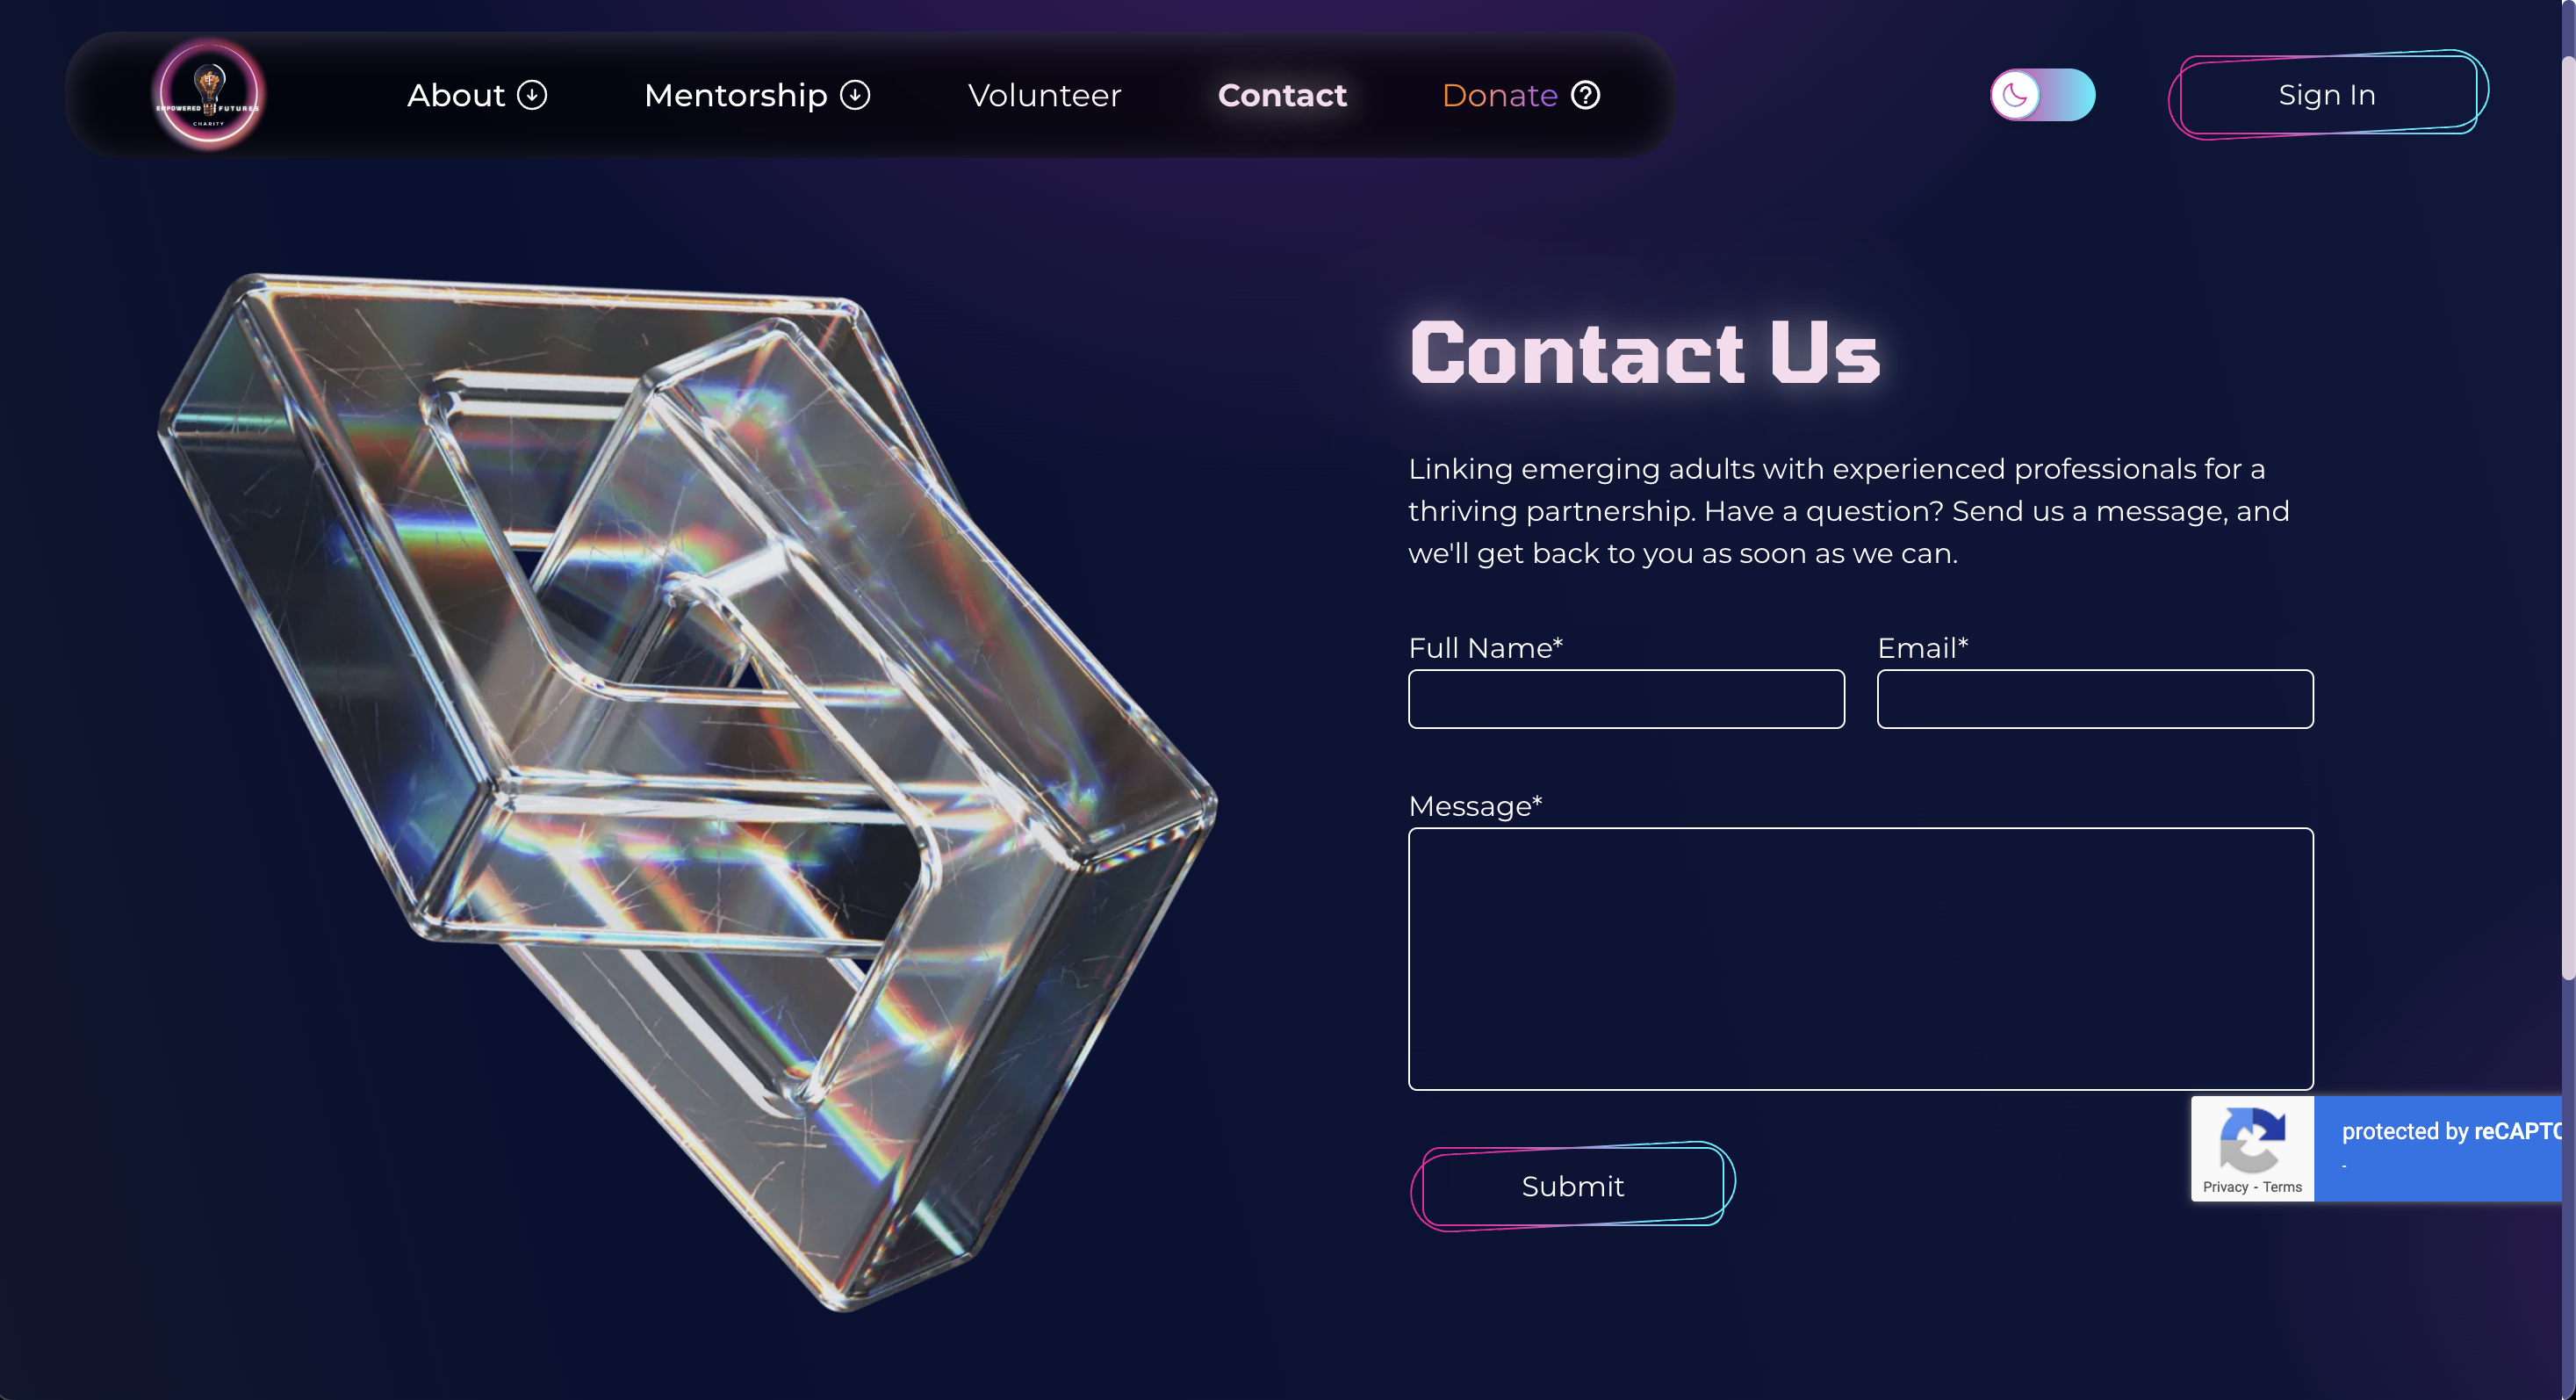 EMPOWERED FUTURES
CHARITY
About
Mentorship
Volunteer
Contact
Donate
Sign In
Contact Us
Linking emerging adults with experienced professionals for a
thriving partnership. Have a question? Send us a message, and
we'll get back to you as soon as we can.
Full Name*
Email*
Message*
protected by reCAPTC
-
Privacy - Terms
Submit